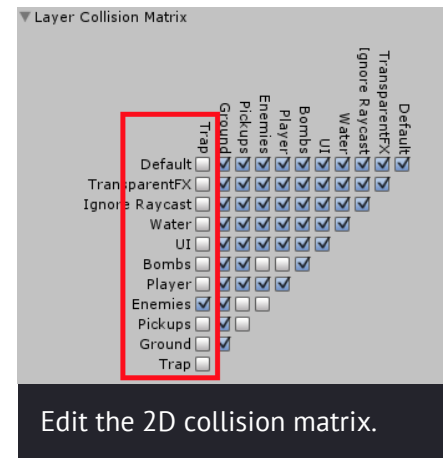 Layer Collision Matrix
Trap
Ground
Pickups
Enemies
Player
Bombs
UI
Water
Ignore Raycast
TransparentFX
Default
Default
TransparentFX
Ignore Raycast
Water
UI
Bombs
Player
Enemies
Pickups
Ground
Trap
Edit the 2D collision matrix.